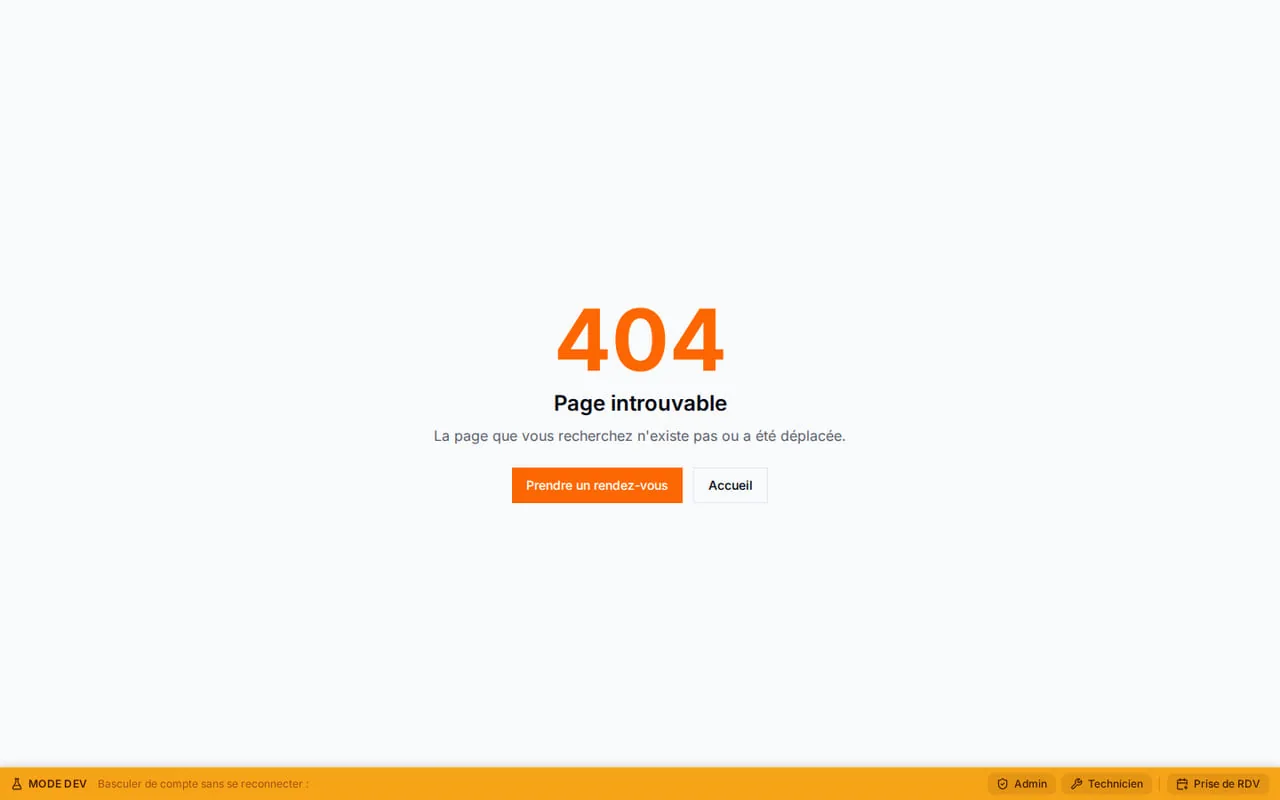 404
Page introuvable
La page que vous recherchez n'existe pas ou a été déplacée.
Prendre un rendez-vous
Accueil
MODE DEV Basculer de compte sans se reconnecter : Admin Technicien Prise de RDV